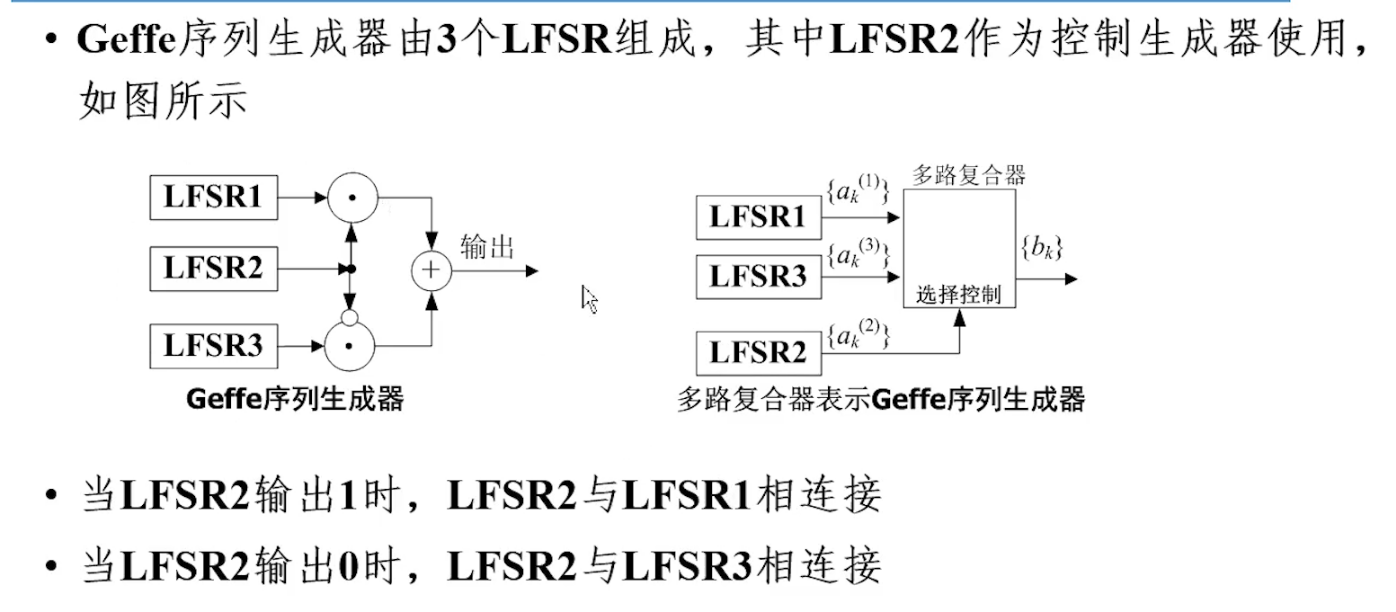 • Geffe序列生成器由3个LFSR组成，其中LFSR2作为控制生成器使用，
如图所示
LFSR1
LFSR2
LFSR3
输出
Geffe序列生成器
多路复合器
LFSR1
{aₖ⁽¹⁾}
LFSR3
{aₖ⁽³⁾}
{bₖ}
选择控制
LFSR2
{aₖ⁽²⁾}
多路复合器表示Geffe序列生成器
• 当LFSR2输出1时，LFSR2与LFSR1相连接
• 当LFSR2输出0时，LFSR2与LFSR3相连接